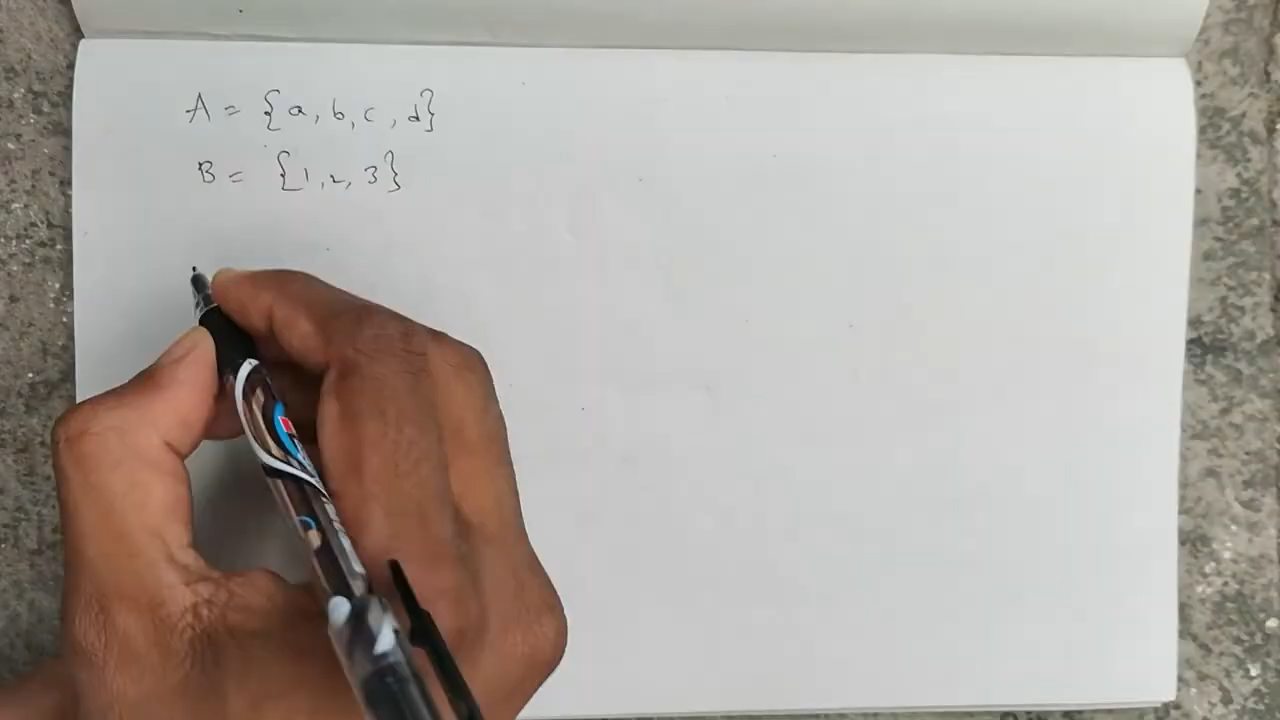 A = {a, b, c, d}
B = {1, 2, 3}